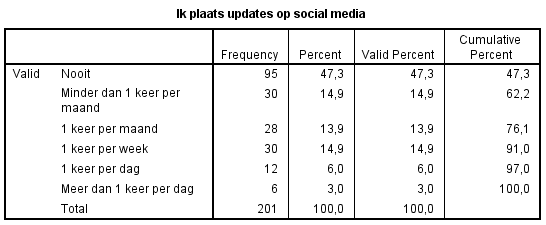 Ik plaats updates op social media
Frequency Percent Valid Percent Cumulative Percent
Valid Nooit 95 47,3 47,3 47,3
Minder dan 1 keer per maand 30 14,9 14,9 62,2
1 keer per maand 28 13,9 13,9 76,1
1 keer per week 30 14,9 14,9 91,0
1 keer per dag 12 6,0 6,0 97,0
Meer dan 1 keer per dag 6 3,0 3,0 100,0
Total 201 100,0 100,0